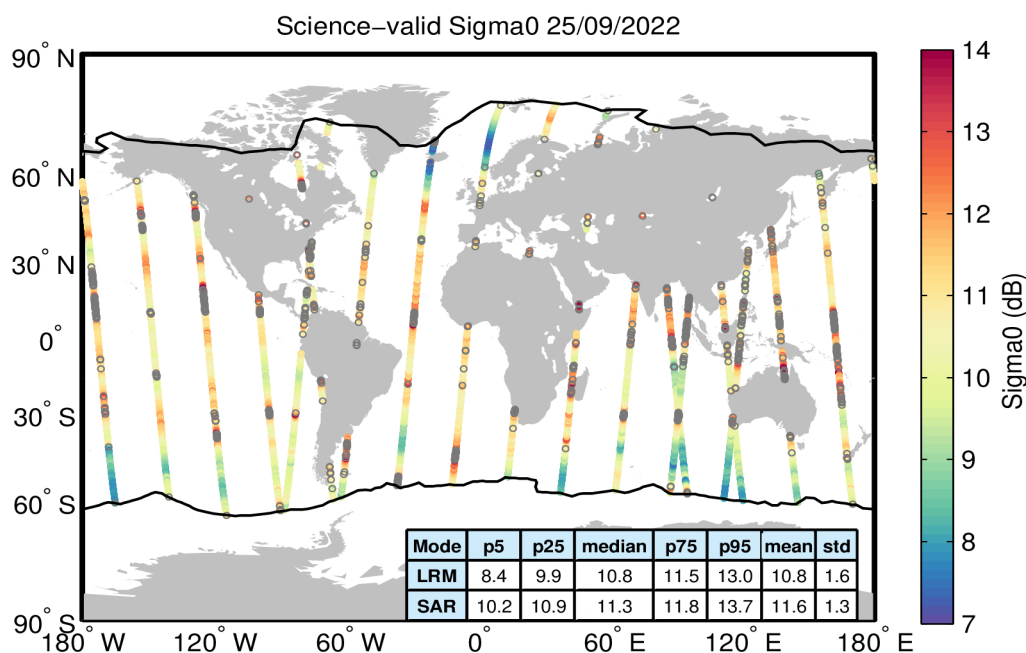 Science−valid Sigma0 25/09/2022
90° N
60° N
30° N
0°
30° S
60° S
90° S
180° W
120° W
60° W
0°
60° E
120° E
180° E
Mode p5 p25 median p75 p95 mean std
LRM 8.4 9.9 10.8 11.5 13.0 10.8 1.6
SAR 10.2 10.9 11.3 11.8 13.7 11.6 1.3
14
13
12
11
10
9
8
7
Sigma0 (dB)